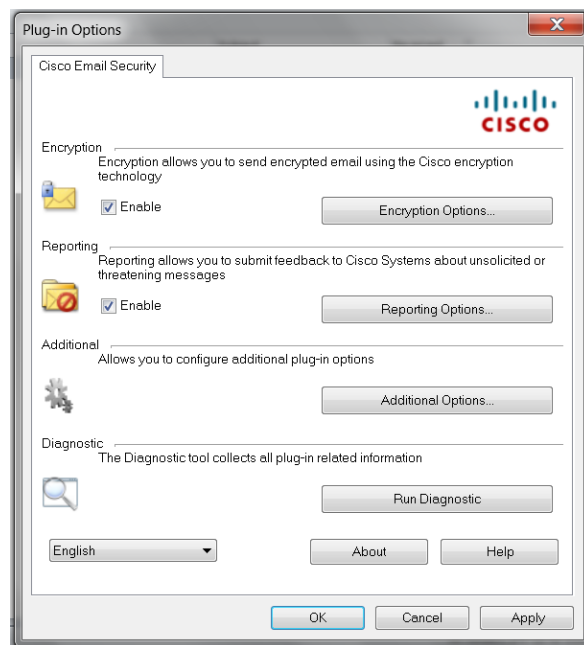 Plug-in Options
Cisco Email Security
CISCO
Encryption
Encryption allows you to send encrypted email using the Cisco encryption
technology
Enable
Encryption Options...
Reporting
Reporting allows you to submit feedback to Cisco Systems about unsolicited or
threatening messages
Enable
Reporting Options...
Additional
Allows you to configure additional plug-in options
Additional Options...
Diagnostic
The Diagnostic tool collects all plug-in related information
Run Diagnostic
English
About
Help
OK
Cancel
Apply